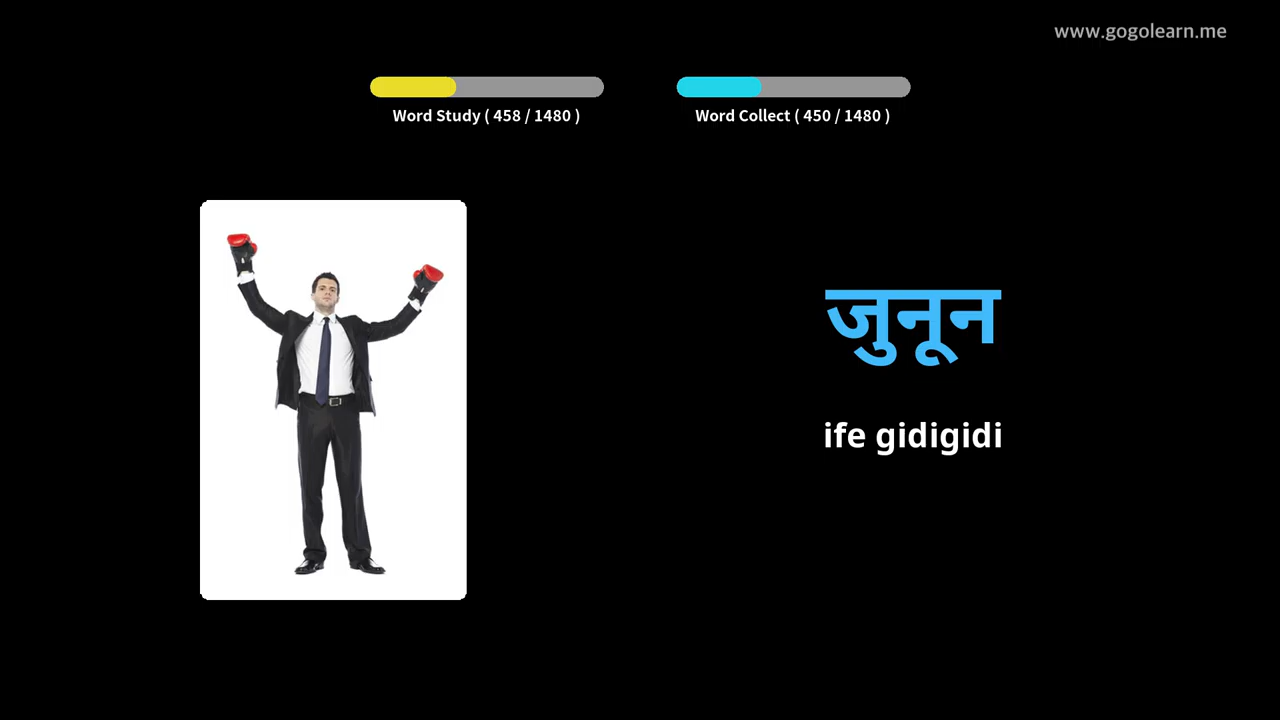 www.gogolearn.me
Word Study ( 458 / 1480 )
Word Collect ( 450 / 1480 )
जुनून
ife gidigidi